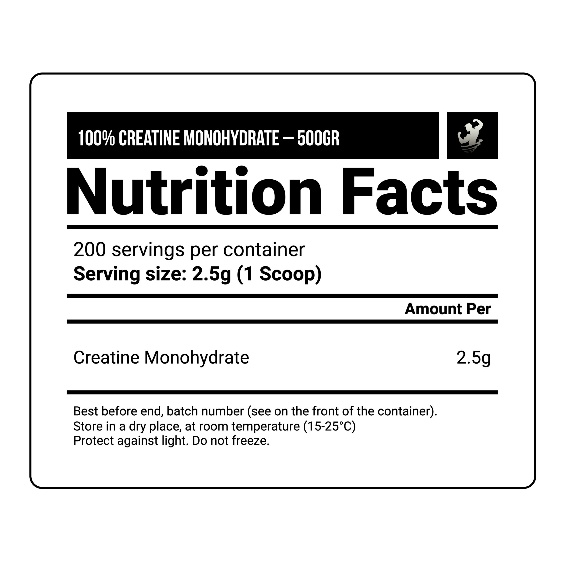 100% CREATINE MONOHYDRATE – 500GR
Nutrition Facts
200 servings per container
Serving size: 2.5g (1 Scoop)
Amount Per
Creatine Monohydrate 2.5g
Best before end, batch number (see on the front of the container).
Store in a dry place, at room temperature (15-25°C)
Protect against light. Do not freeze.